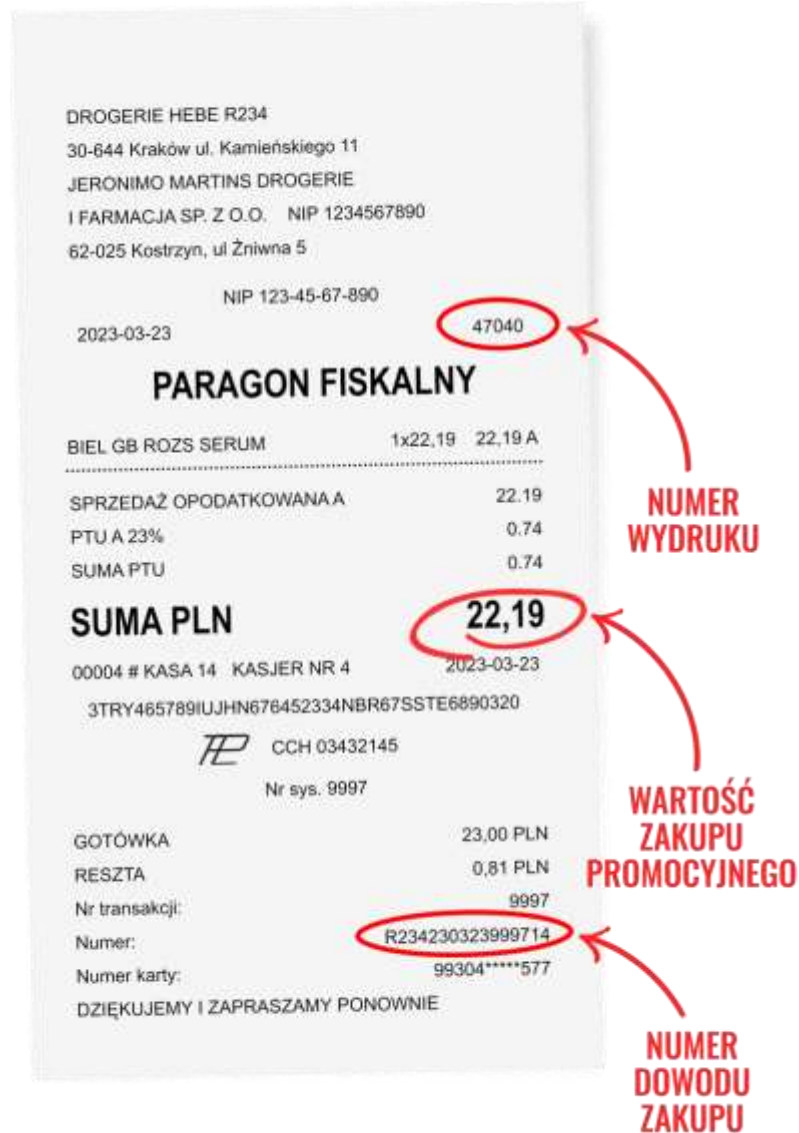 DROGERIE HEBE R234
30-644 Kraków ul. Kamieńskiego 11
JERONIMO MARTINS DROGERIE
I FARMACJA SP. Z O.O. NIP 1234567890
62-025 Kostrzyn, ul Żniwna 5
NIP 123-45-67-890
2023-03-23 47040
PARAGON FISKALNY
BIEL GB ROZS SERUM 1x22,19 22,19 A
SPRZEDAŻ OPODATKOWANA A 22.19
PTU A 23% 0.74
SUMA PTU 0.74
SUMA PLN 22,19
00004 # KASA 14 KASJER NR 4 2023-03-23
3TRY465789IUJHN676452334NBR67SSTE6890320
CCH 03432145
Nr sys. 9997
GOTÓWKA 23,00 PLN
RESZTA 0,81 PLN
Nr transakcji: 9997
Numer: R234230323999714
Numer karty: 99304*****577
DZIĘKUJEMY I ZAPRASZAMY PONOWNIE
NUMER
WYDRUKU
WARTOŚĆ
ZAKUPU
PROMOCYJNEGO
NUMER
DOWODU
ZAKUPU